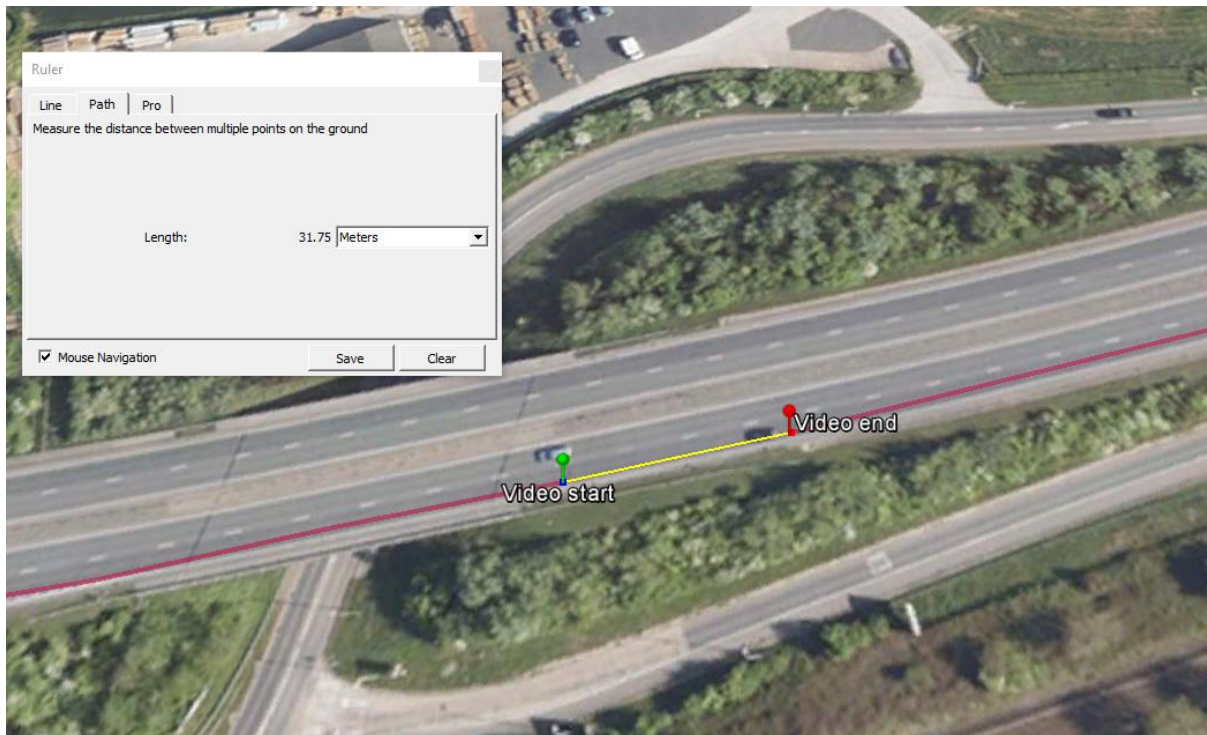 Ruler
Line Path Pro
Measure the distance between multiple points on the ground
Length: 31.75 Meters
Mouse Navigation Save Clear
Video end
Video start